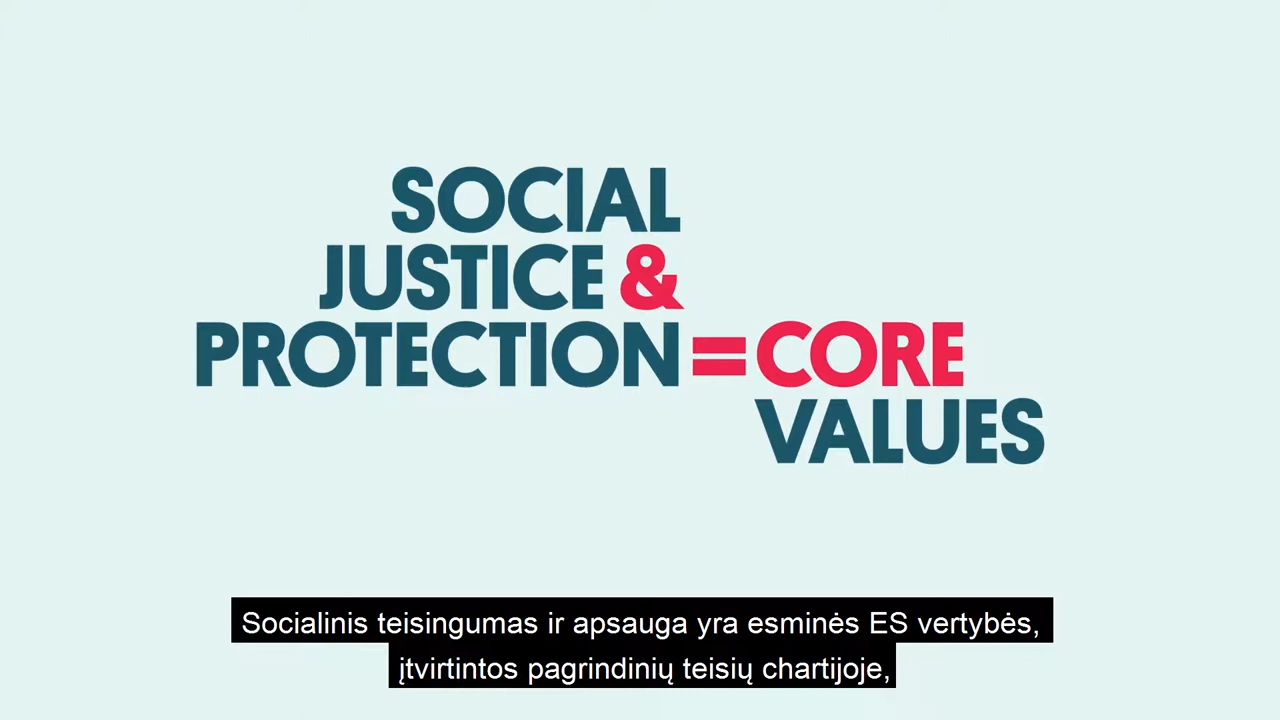 SOCIAL
JUSTICE &
PROTECTION = CORE
VALUES
Socialinis teisingumas ir apsauga yra esminės ES vertybės,
įtvirtintos pagrindinių teisių chartijoje,